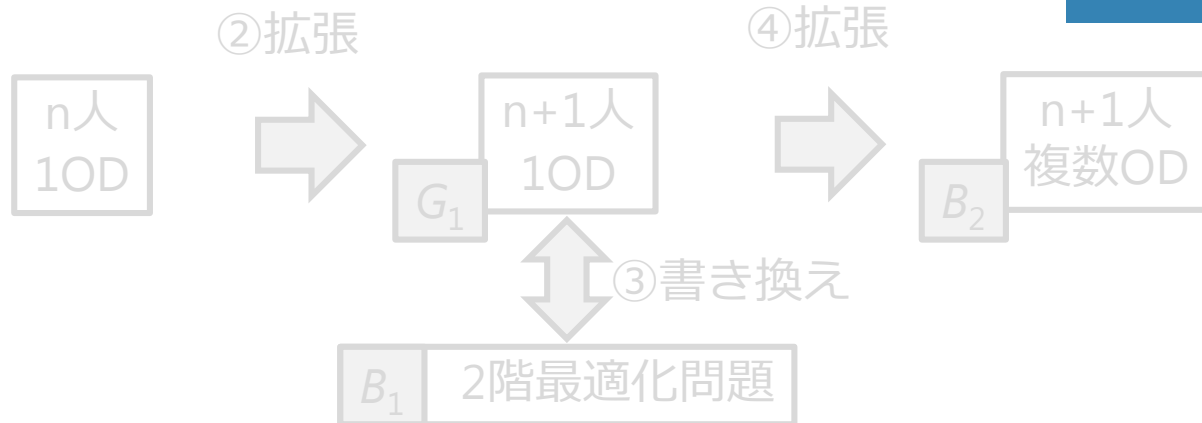 ②拡張
④拡張
n人
1OD
n+1人
1OD
G₁
n+1人
複数OD
B₂
③書き換え
B₁
2階最適化問題